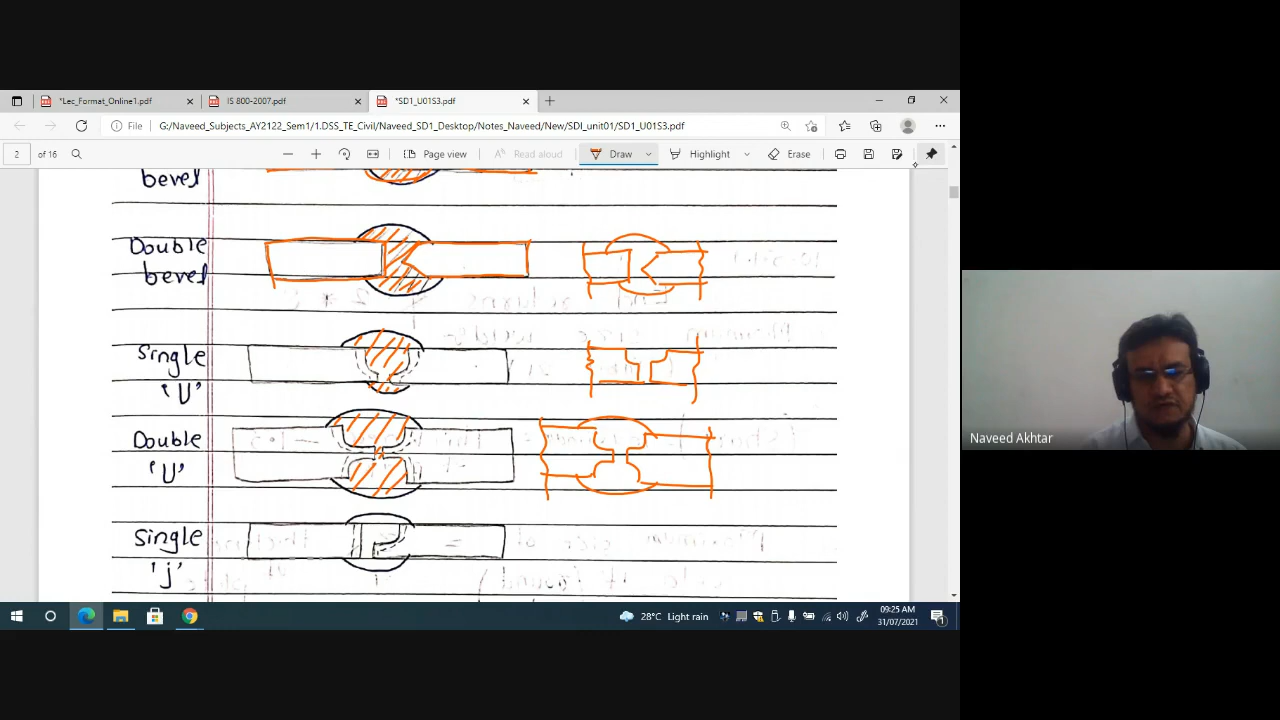 *Lec_Format_Online1.pdf
IS 800-2007.pdf
*SD1_U01S3.pdf
File
G:/Naveed_Subjects_AY2122_Sem1/1.DSS_TE_Civil/Naveed_SD1_Desktop/Notes_Naveed/New/SDI_unit01/SD1_U01S3.pdf
2 of 16
Page view
Read aloud
Draw
Highlight
Erase
bevel
Double
bevel
Single
'U'
Double
'U'
Single
'j'
Naveed Akhtar
28°C Light rain
09:25 AM
31/07/2021
1